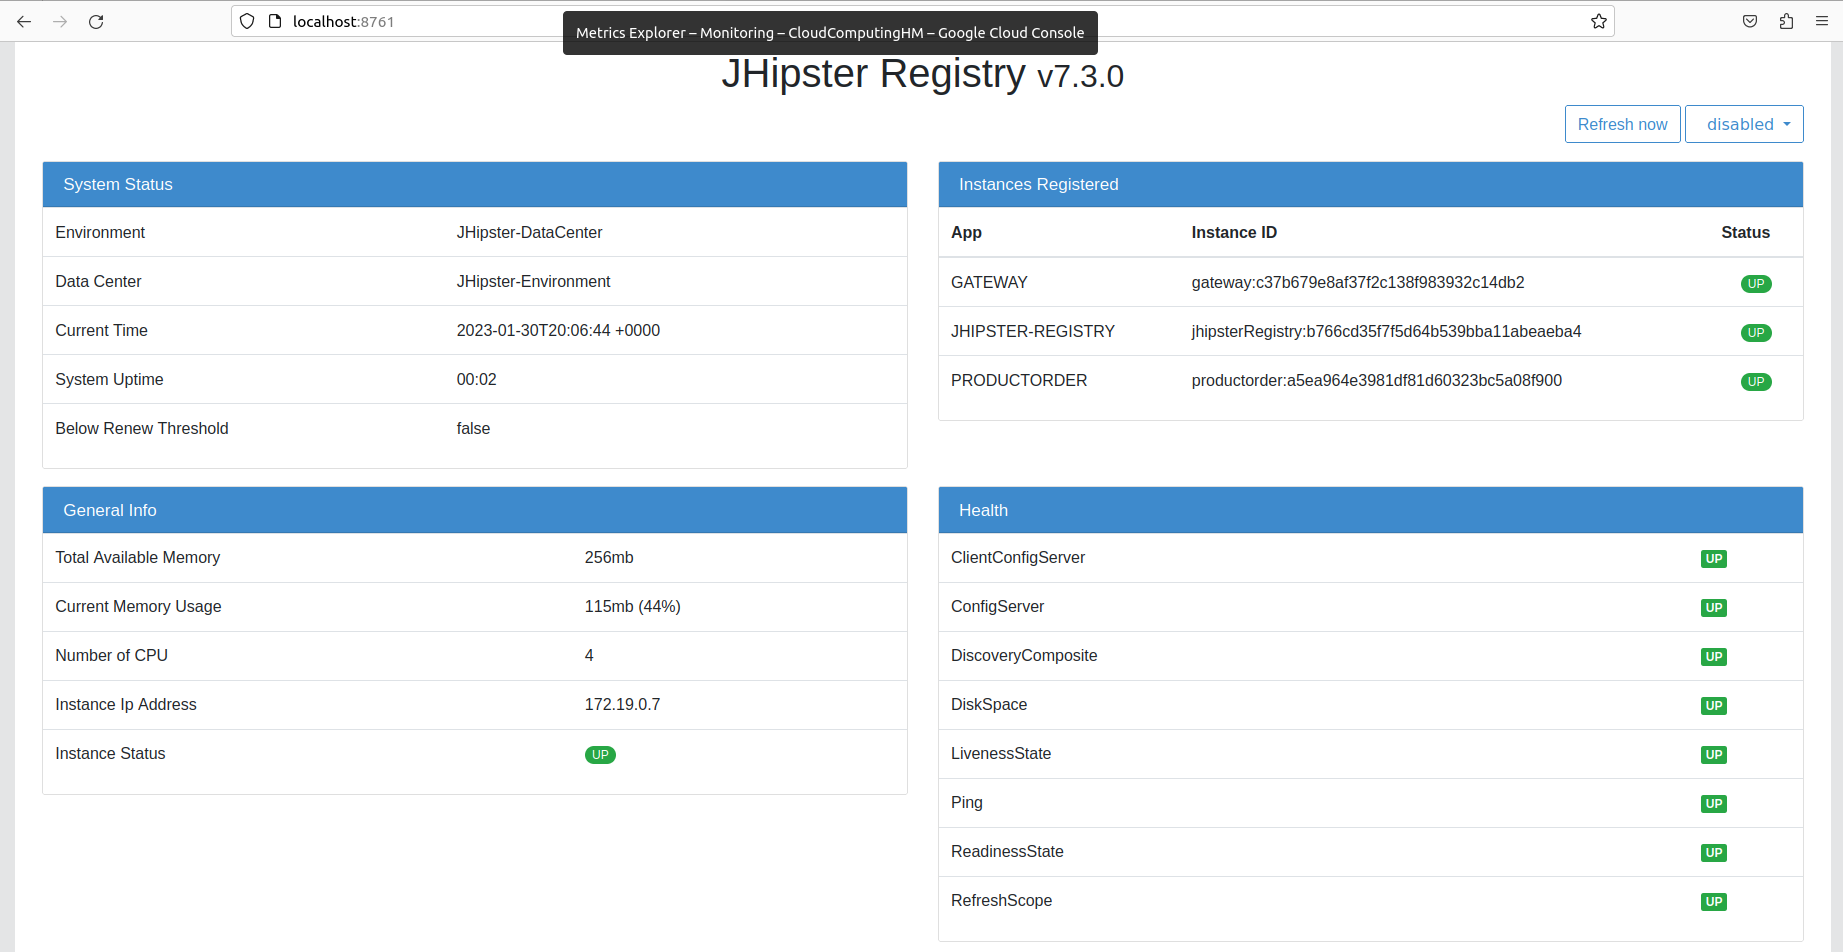 localhost:8761
Metrics Explorer – Monitoring – CloudComputingHM – Google Cloud Console
JHipster Registry v7.3.0
Refresh now
disabled
System Status
Environment JHipster-DataCenter
Data Center JHipster-Environment
Current Time 2023-01-30T20:06:44 +0000
System Uptime 00:02
Below Renew Threshold false
Instances Registered
App Instance ID Status
GATEWAY gateway:c37b679e8af37f2c138f983932c14db2 UP
JHIPSTER-REGISTRY jhipsterRegistry:b766cd35f7f5d64b539bba11abeaeba4 UP
PRODUCTORDER productorder:a5ea964e3981df81d60323bc5a08f900 UP
General Info
Total Available Memory 256mb
Current Memory Usage 115mb (44%)
Number of CPU 4
Instance Ip Address 172.19.0.7
Instance Status UP
Health
ClientConfigServer UP
ConfigServer UP
DiscoveryComposite UP
DiskSpace UP
LivenessState UP
Ping UP
ReadinessState UP
RefreshScope UP